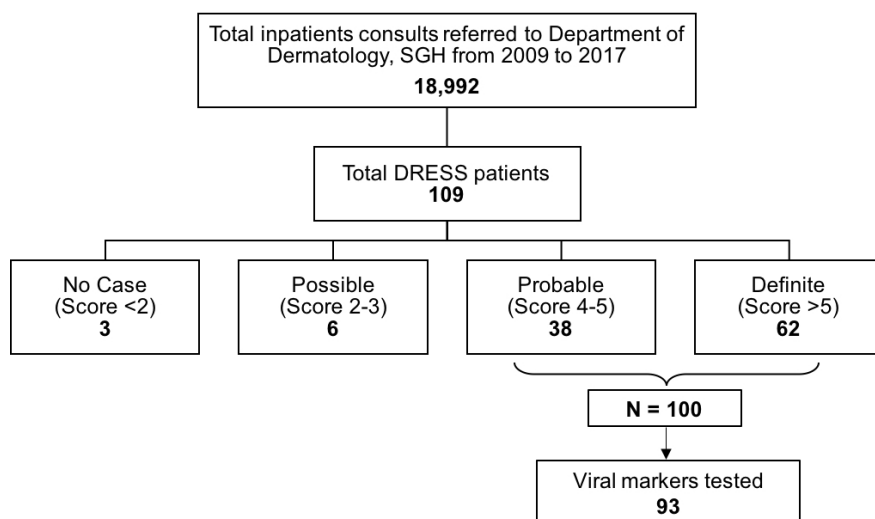 Total inpatients consults referred to Department of
Dermatology, SGH from 2009 to 2017
18,992
Total DRESS patients
109
No Case
(Score <2)
3
Possible
(Score 2-3)
6
Probable
(Score 4-5)
38
Definite
(Score >5)
62
N = 100
Viral markers tested
93